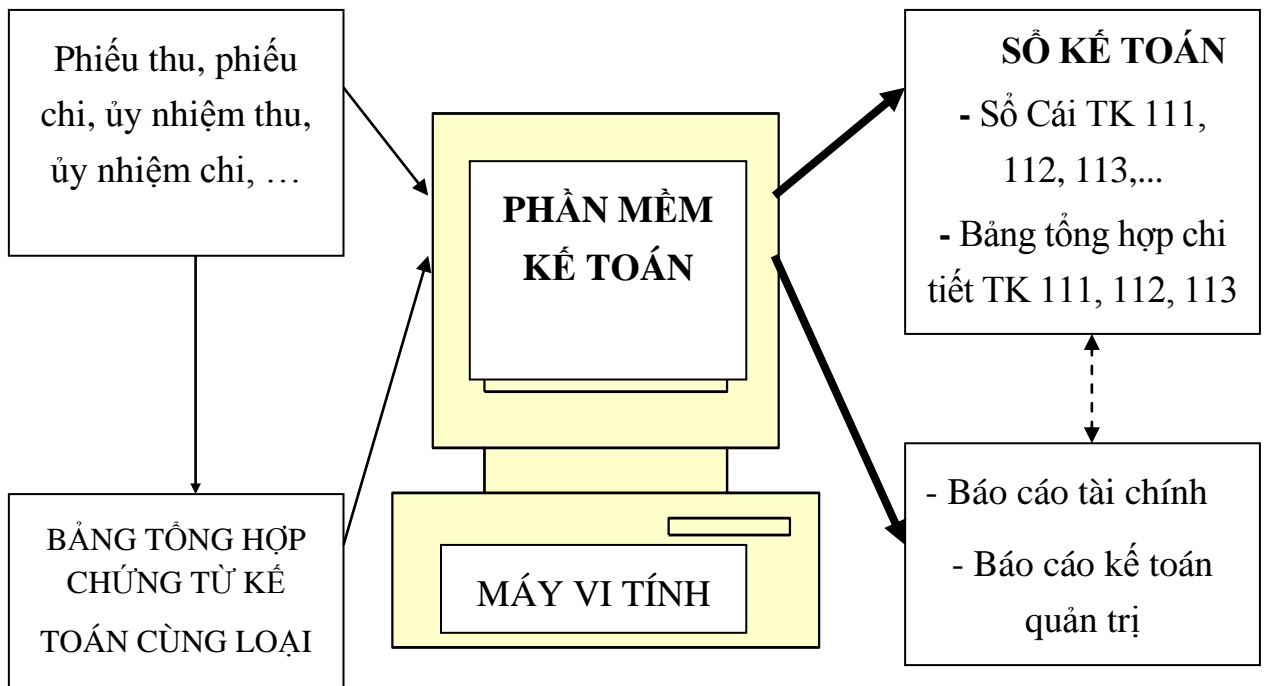 Phiếu thu, phiếu
chi, ủy nhiệm thu,
ủy nhiệm chi, …
BẢNG TỔNG HỢP
CHỨNG TỪ KẾ
TOÁN CÙNG LOẠI
PHẦN MỀM
KẾ TOÁN
MÁY VI TÍNH
SỔ KẾ TOÁN
- Sổ Cái TK 111,
112, 113,...
- Bảng tổng hợp chi
tiết TK 111, 112, 113
- Báo cáo tài chính
- Báo cáo kế toán
quản trị